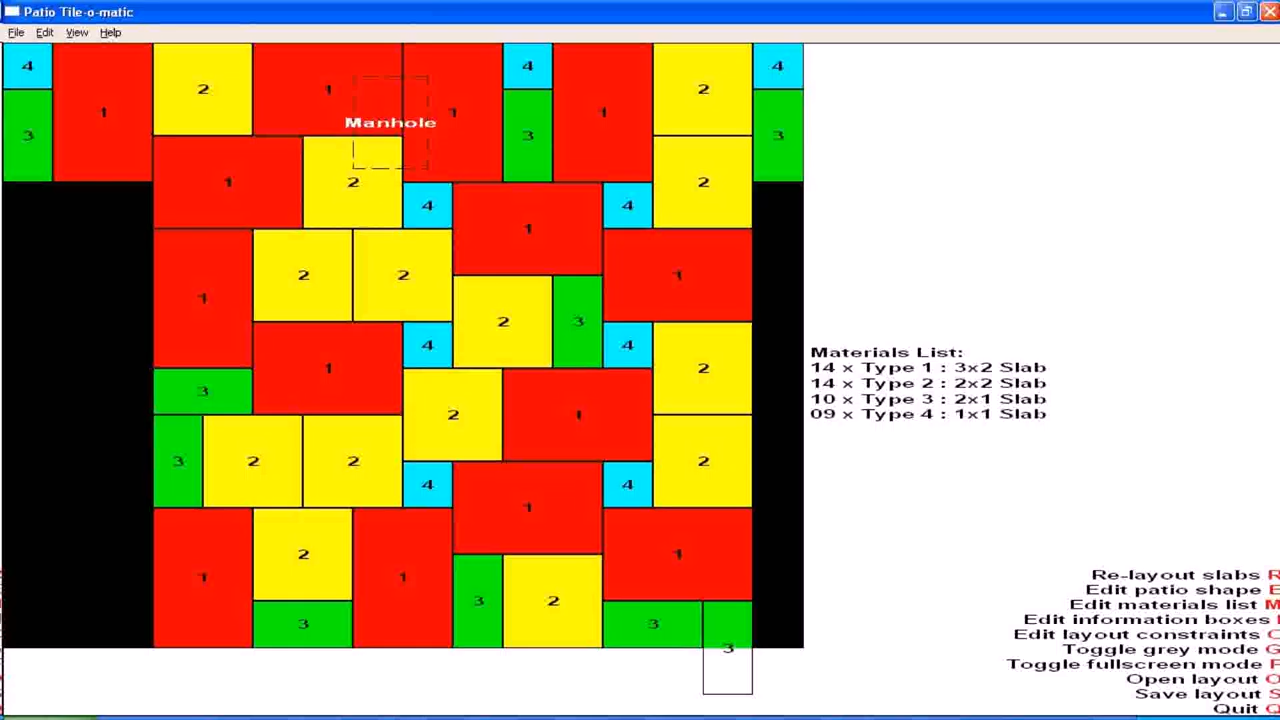 Patio Tile-o-matic
File Edit View Help
4 1 2 1 1 4 1 2 4
3 Manhole 3 3
1 2 4 4 2
1 2 2 1 1
2 3
1 4 4 2
3 2 1
3 2 2 4 4 2
1
1 2 1 3 2 1
3 3 3
Materials List:
14 x Type 1 : 3x2 Slab
14 x Type 2 : 2x2 Slab
10 x Type 3 : 2x1 Slab
09 x Type 4 : 1x1 Slab
Re-layout slabs R
Edit patio shape E
Edit materials list M
Edit information boxes I
Edit layout constraints C
Toggle grey mode G
Toggle fullscreen mode F
Open layout O
Save layout S
Quit Q